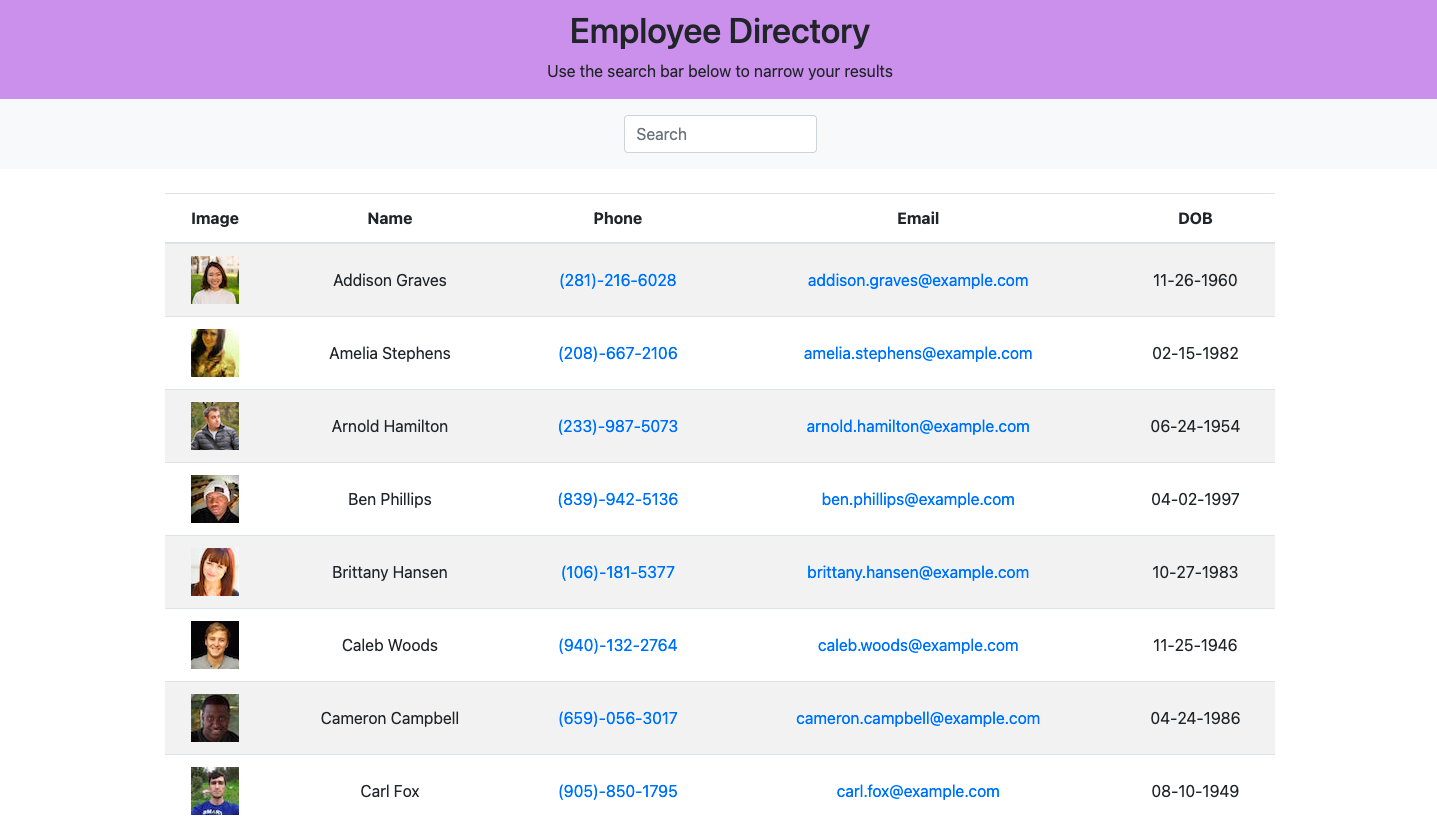 Employee Directory
Use the search bar below to narrow your results
Search
Image Name Phone Email DOB
Addison Graves (281)-216-6028 addison.graves@example.com 11-26-1960
Amelia Stephens (208)-667-2106 amelia.stephens@example.com 02-15-1982
Arnold Hamilton (233)-987-5073 arnold.hamilton@example.com 06-24-1954
Ben Phillips (839)-942-5136 ben.phillips@example.com 04-02-1997
Brittany Hansen (106)-181-5377 brittany.hansen@example.com 10-27-1983
Caleb Woods (940)-132-2764 caleb.woods@example.com 11-25-1946
Cameron Campbell (659)-056-3017 cameron.campbell@example.com 04-24-1986
Carl Fox (905)-850-1795 carl.fox@example.com 08-10-1949